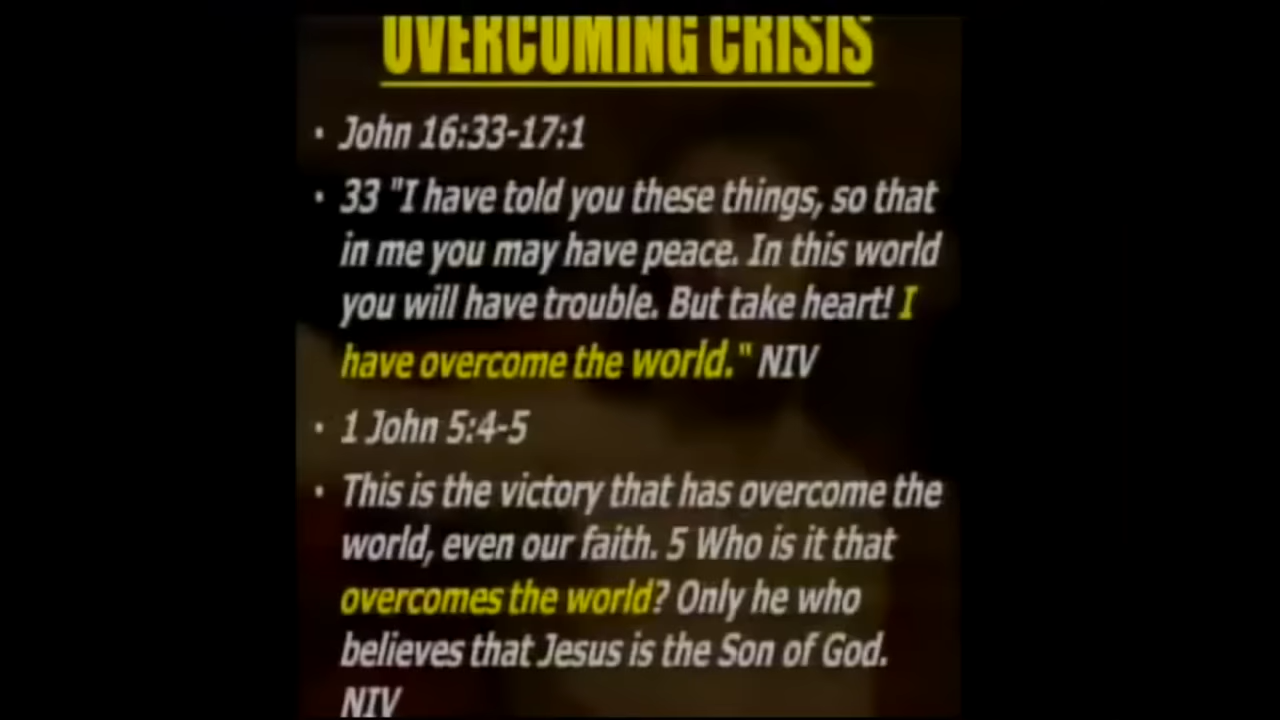 OVERCOMING CRISIS
• John 16:33-17:1
• 33 "I have told you these things, so that
in me you may have peace. In this world
you will have trouble. But take heart! I
have overcome the world." NIV
• 1 John 5:4-5
• This is the victory that has overcome the
world, even our faith. 5 Who is it that
overcomes the world? Only he who
believes that Jesus is the Son of God.
NIV